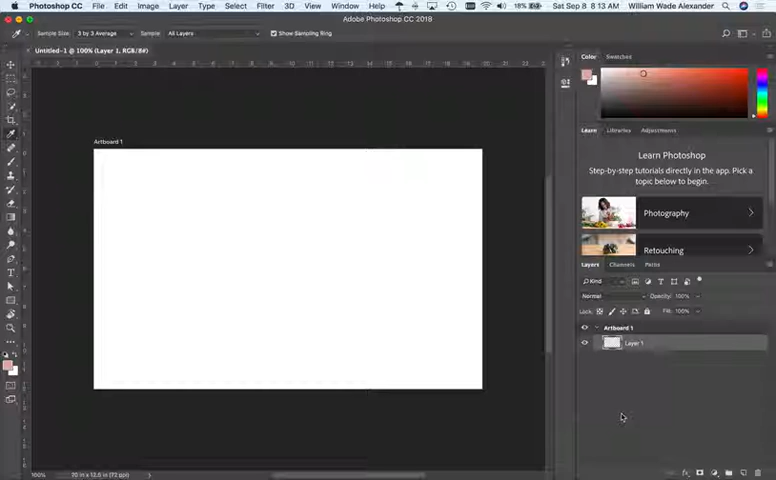 Photoshop CC File Edit Image Layer Type Select Filter 3D View Window Help 18% Sat Sep 8 8:13 AM William Wade Alexander
Adobe Photoshop CC 2018
Sample Size: 3 by 3 Average Sample: All Layers Show Sampling Ring
Untitled-1 @ 100% (Layer 1, RGB/8#)
Color Swatches
Learn Libraries Adjustments
Artboard 1
Learn Photoshop
Step-by-step tutorials directly in the app. Pick a
topic below to begin.
Photography
Retouching
Layers Channels Paths
Kind
Normal Opacity: 100%
Lock: Fill: 100%
Artboard 1
Layer 1
100% 20 in x 12.5 in (72 ppi)